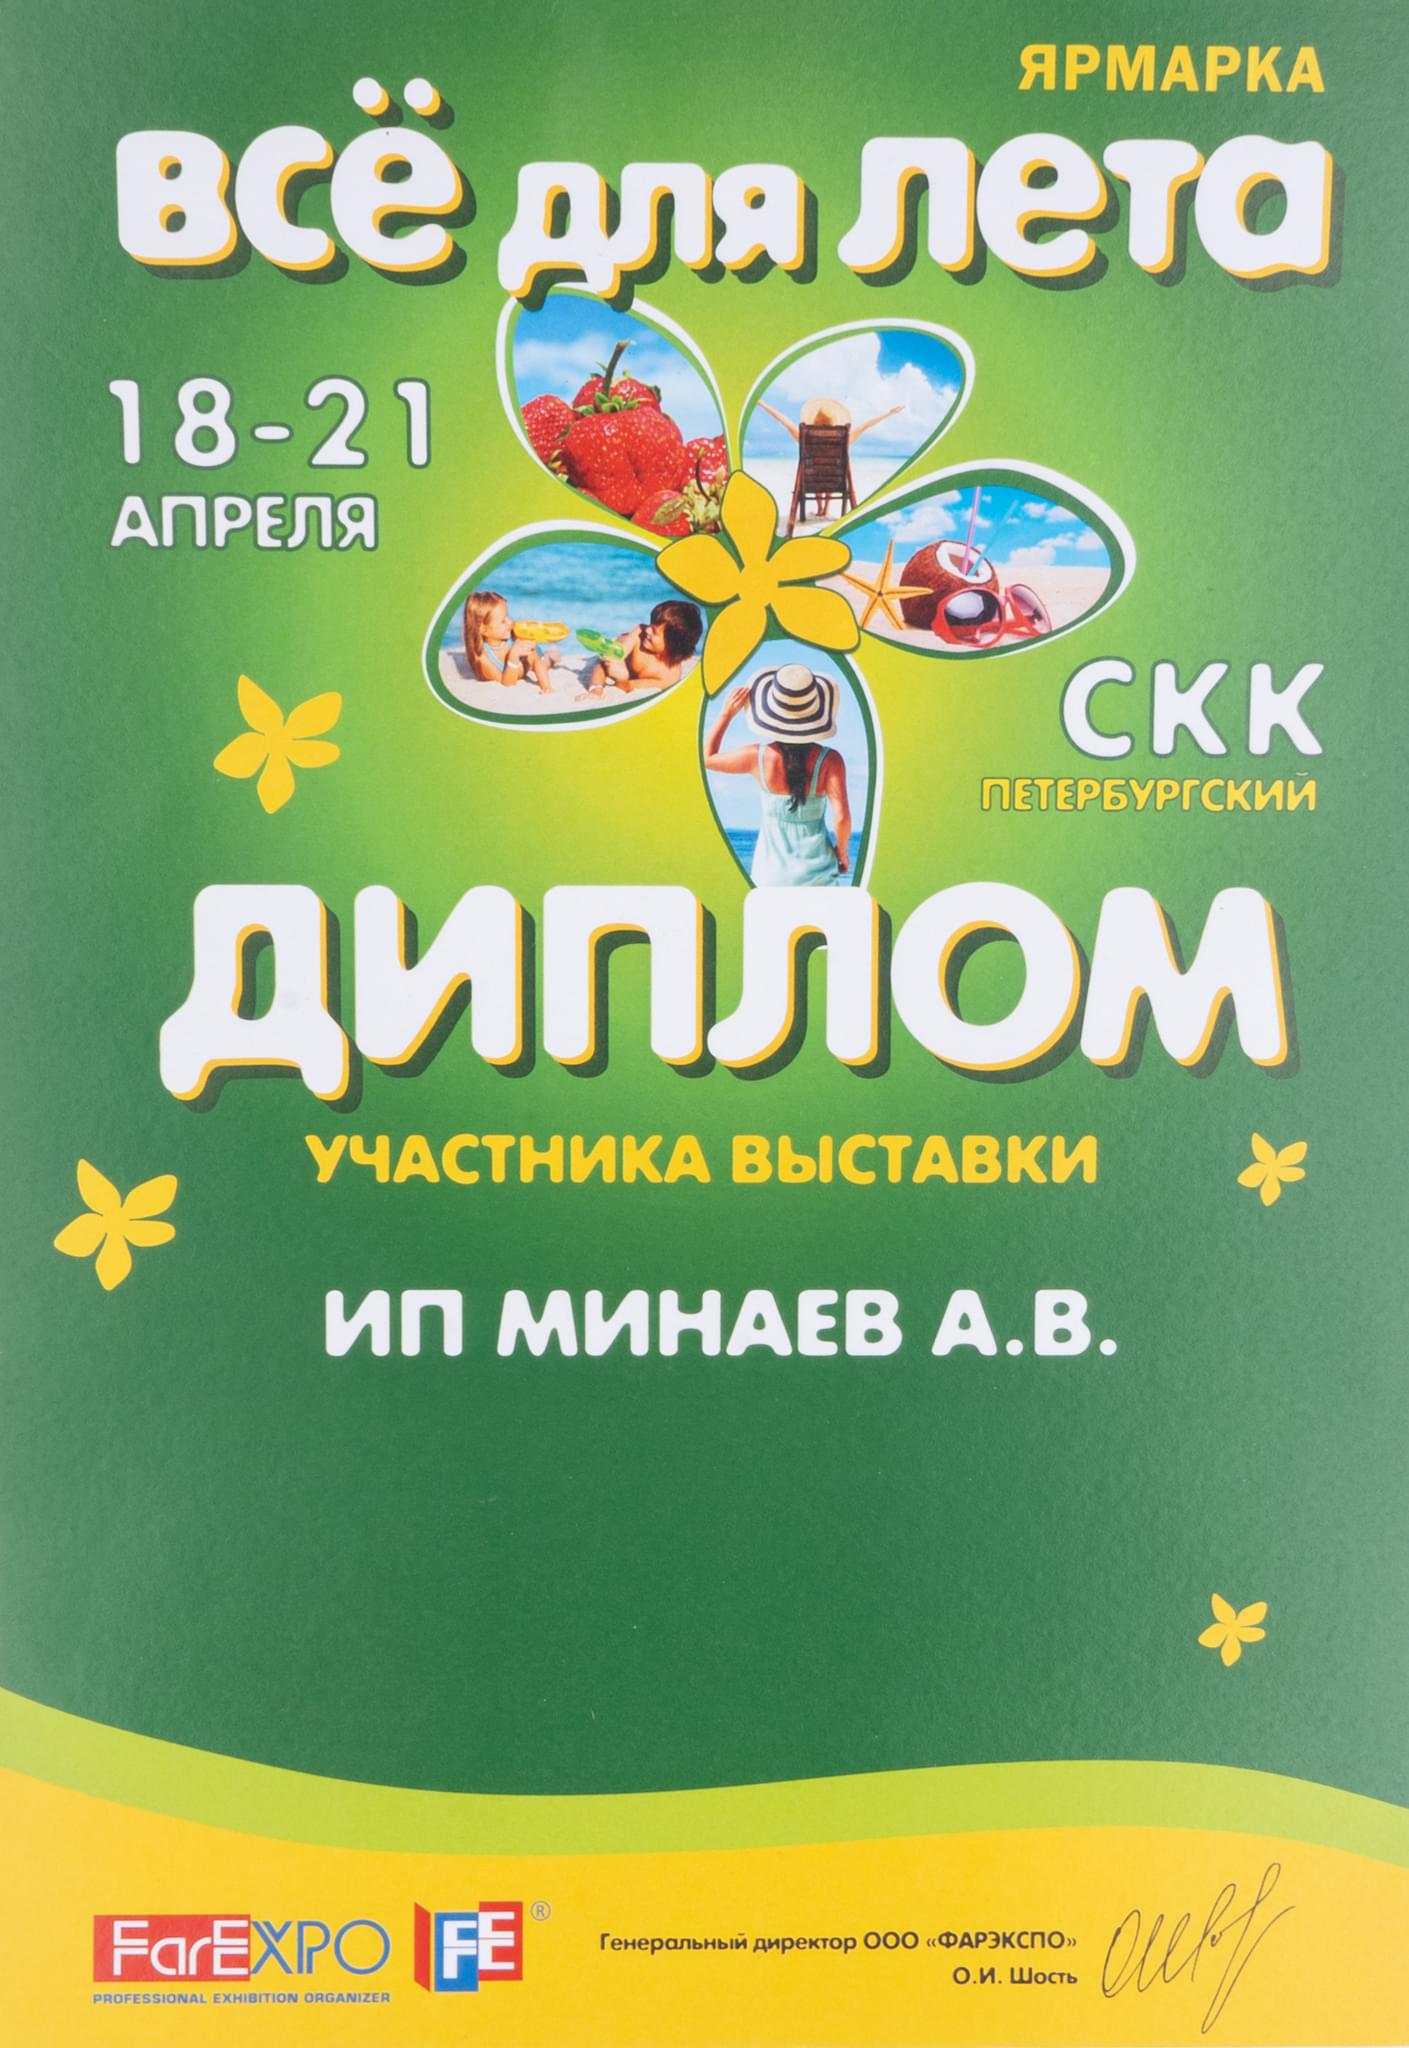 ЯРМАРКА
ВСЁ ДЛЯ ЛЕТА
18-21
АПРЕЛЯ
СКК
ПЕТЕРБУРГСКИЙ
ДИПЛОМ
УЧАСТНИКА ВЫСТАВКИ
ИП МИНАЕВ А.В.
FarEXPO
PROFESSIONAL EXHIBITION ORGANIZER
FE ®
Генеральный директор ООО «ФАРЭКСПО»
О.И. Шость